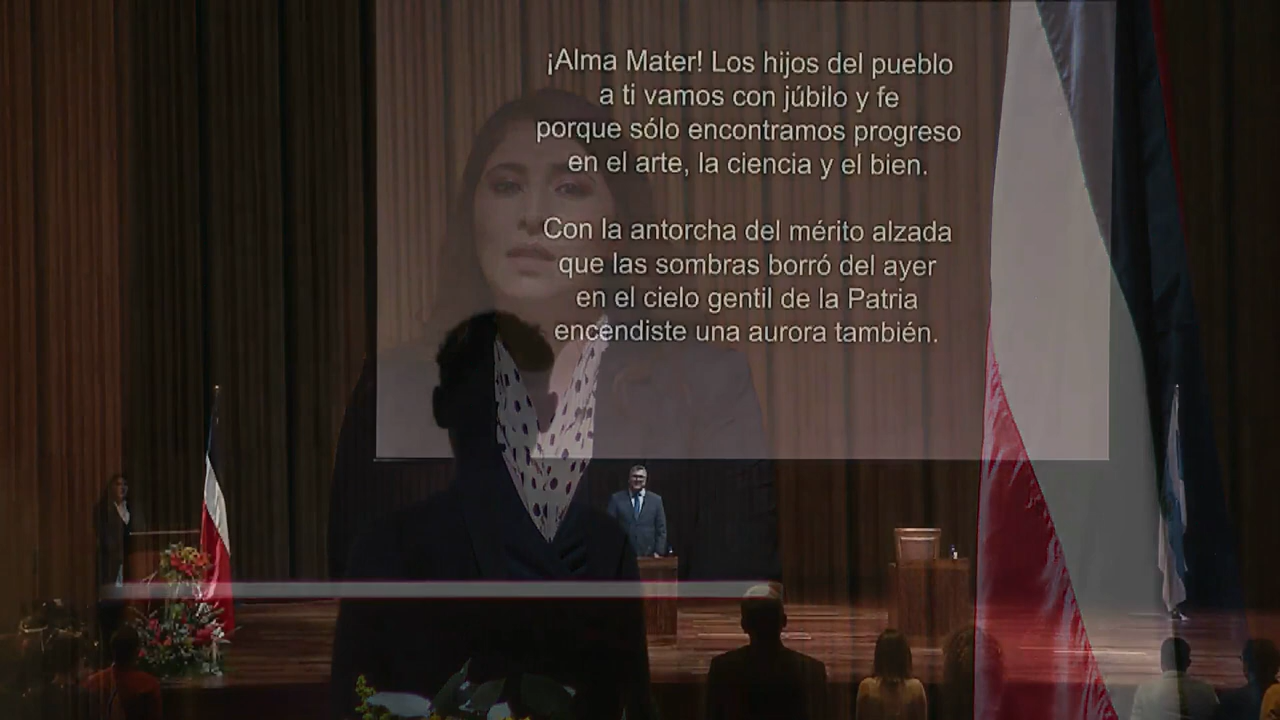 ¡Alma Mater! Los hijos del pueblo
a ti vamos con júbilo y fe
porque sólo encontramos progreso
en el arte, la ciencia y el bien.
Con la antorcha del mérito alzada
que las sombras borró del ayer
en el cielo gentil de la Patria
encendiste una aurora también.